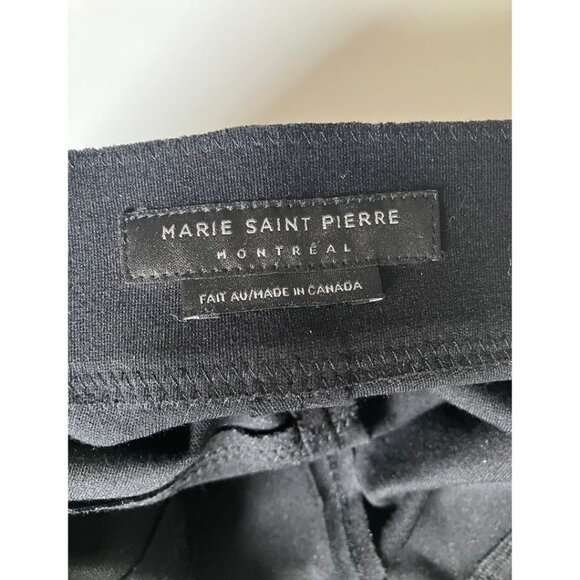 MARIE SAINT PIERRE
MONTRÉAL
FAIT AU/MADE IN CANADA